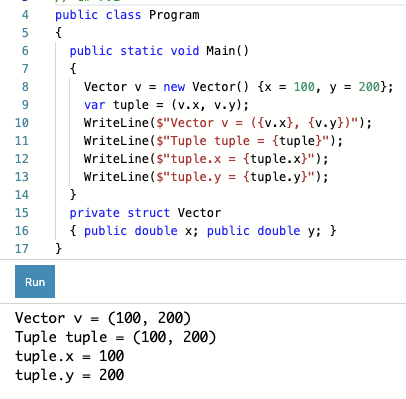 4 public class Program
5 {
6 public static void Main()
7 {
8 Vector v = new Vector() {x = 100, y = 200};
9 var tuple = (v.x, v.y);
10 WriteLine($"Vector v = ({v.x}, {v.y})");
11 WriteLine($"Tuple tuple = {tuple}");
12 WriteLine($"tuple.x = {tuple.x}");
13 WriteLine($"tuple.y = {tuple.y}");
14 }
15 private struct Vector
16 { public double x; public double y; }
17 }
Run
Vector v = (100, 200)
Tuple tuple = (100, 200)
tuple.x = 100
tuple.y = 200